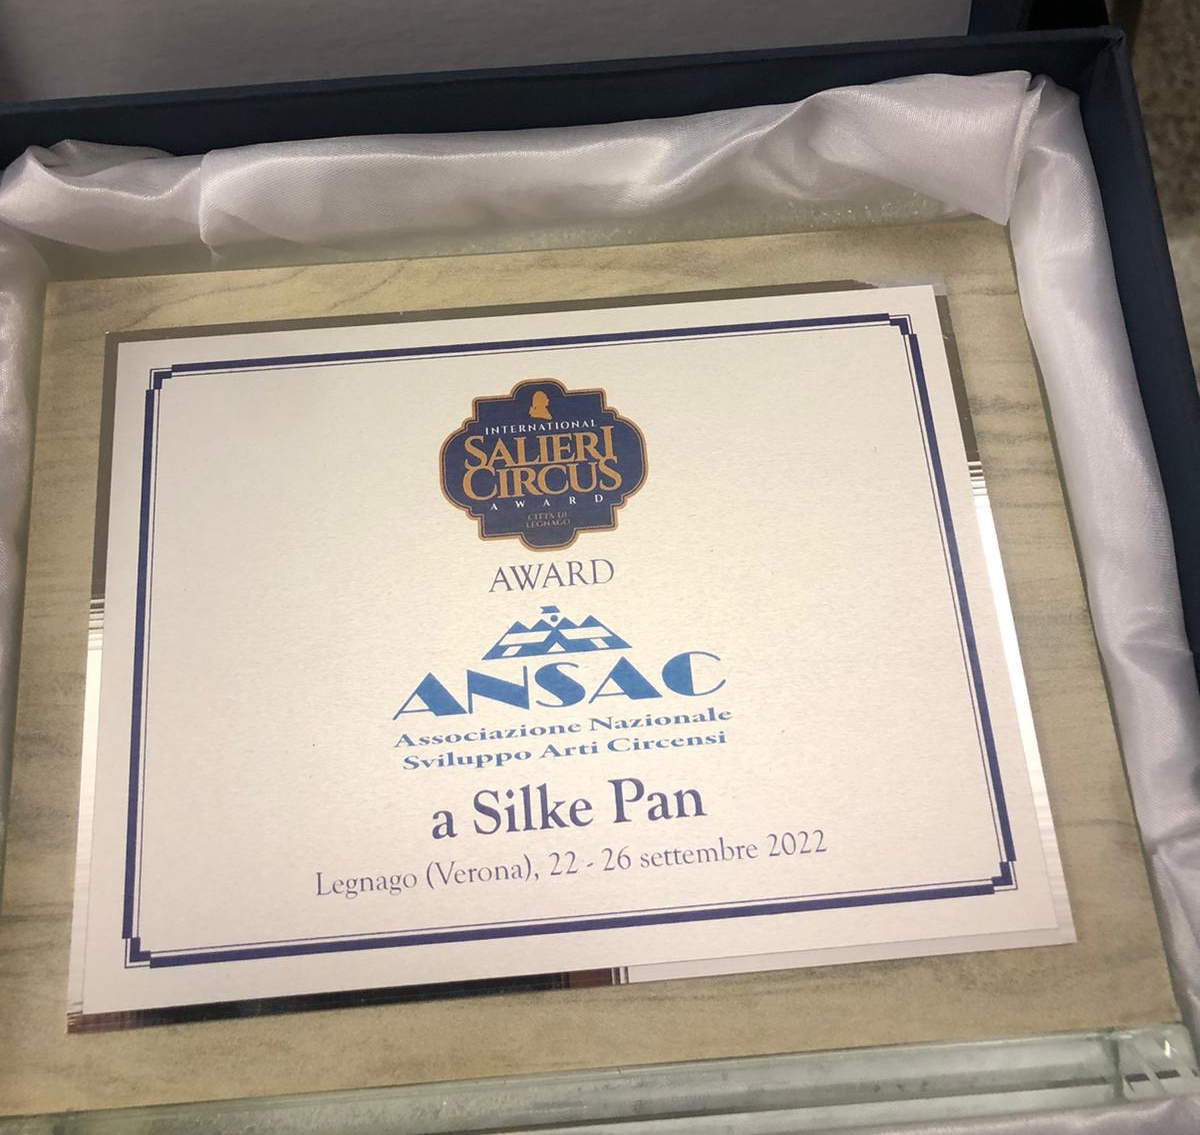 INTERNATIONAL
SALIERI
CIRCUS
AWARD
CITTÀ DI
LEGNAGO
AWARD
ANSAC
Associazione Nazionale
Sviluppo Arti Circensi
a Silke Pan
Legnago (Verona), 22 - 26 settembre 2022